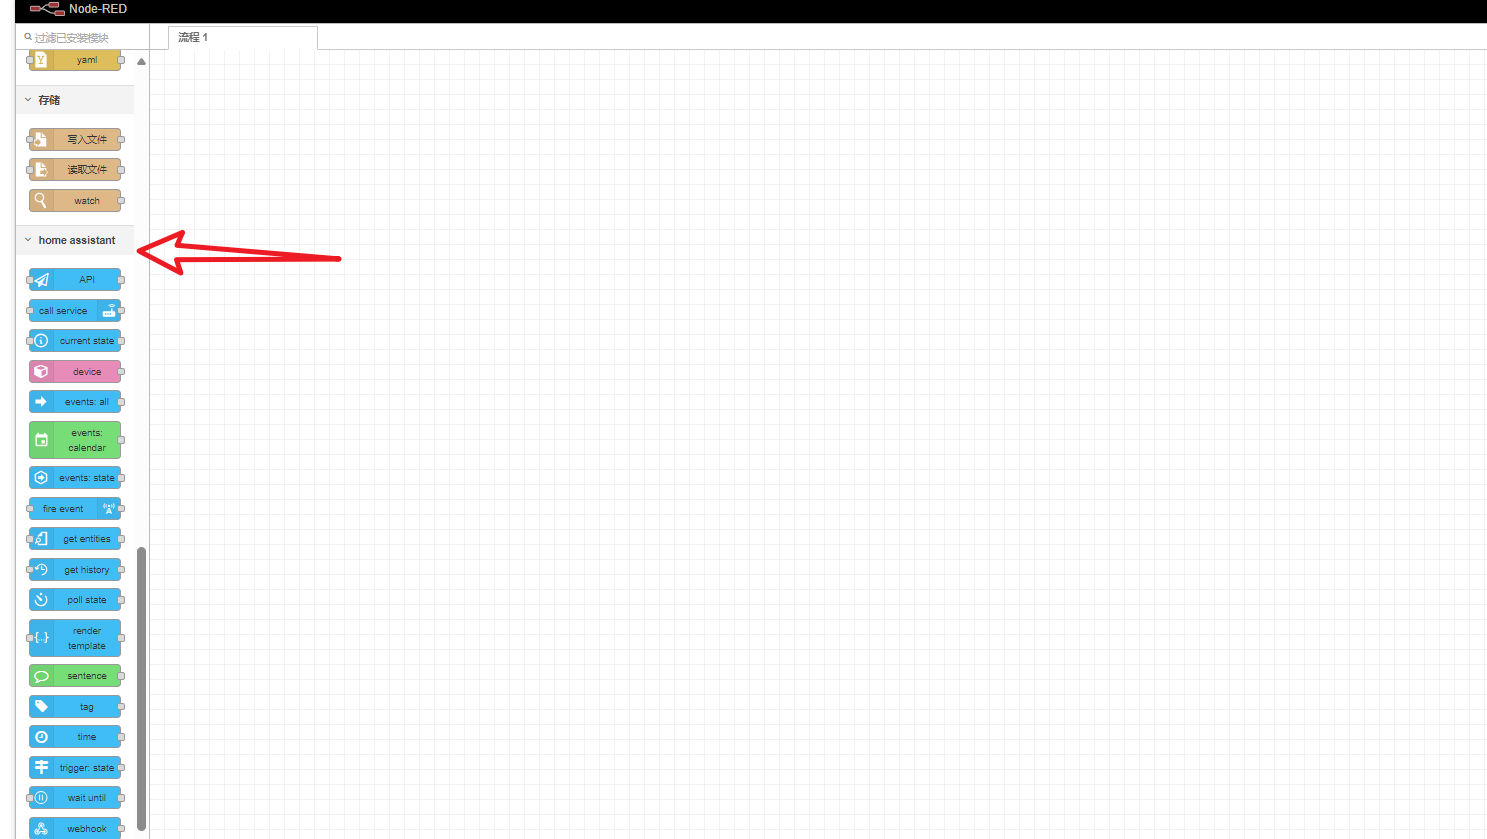 Node-RED
过滤已安装模块
流程 1
yaml
存储
写入文件
读取文件
watch
home assistant
API
call service
current state
device
events: all
events:
calendar
events: state
fire event
get entities
get history
poll state
render
template
sentence
tag
time
trigger: state
wait until
webhook